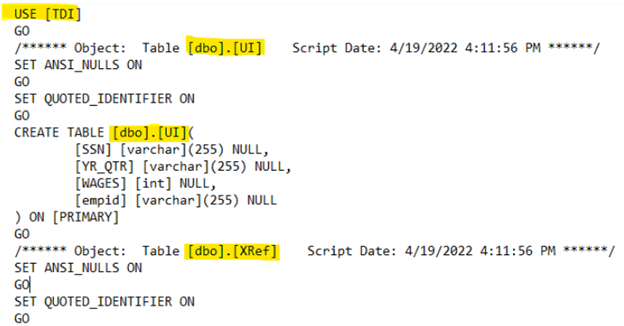 USE [TDI]
GO
/****** Object:  Table [dbo].[UI]    Script Date: 4/19/2022 4:11:56 PM ******/
SET ANSI_NULLS ON
GO
SET QUOTED_IDENTIFIER ON
GO
CREATE TABLE [dbo].[UI](
        [SSN] [varchar](255) NULL,
        [YR_QTR] [varchar](255) NULL,
        [WAGES] [int] NULL,
        [empid] [varchar](255) NULL
) ON [PRIMARY]
GO
/****** Object:  Table [dbo].[XRef]    Script Date: 4/19/2022 4:11:56 PM ******/
SET ANSI_NULLS ON
GO
SET QUOTED_IDENTIFIER ON
GO